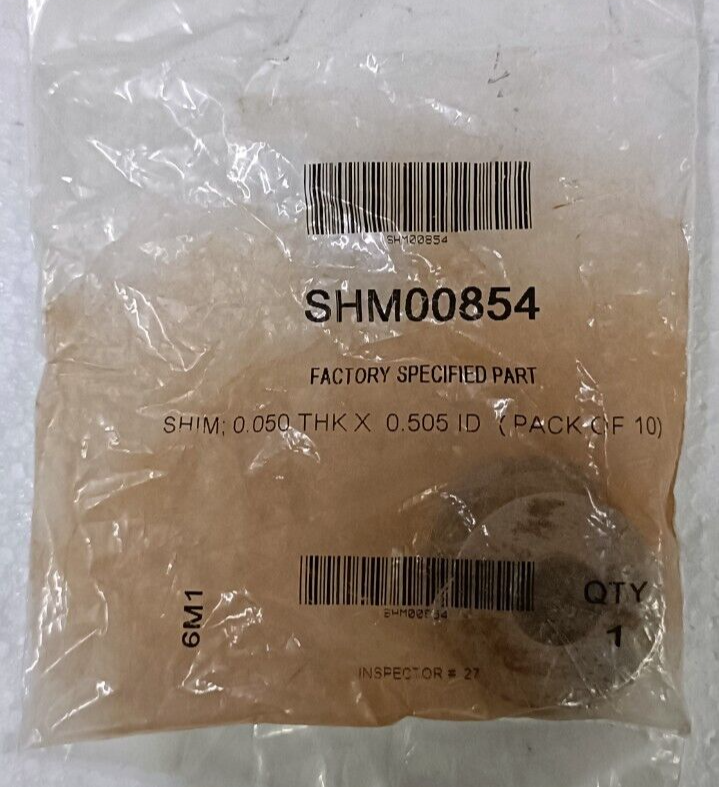 SHM00854
SHM00854
FACTORY SPECIFIED PART
SHIM; 0.050 THK X 0.505 ID (PACK OF 10)
SHM00854
6M1
QTY
1
INSPECTOR # 27